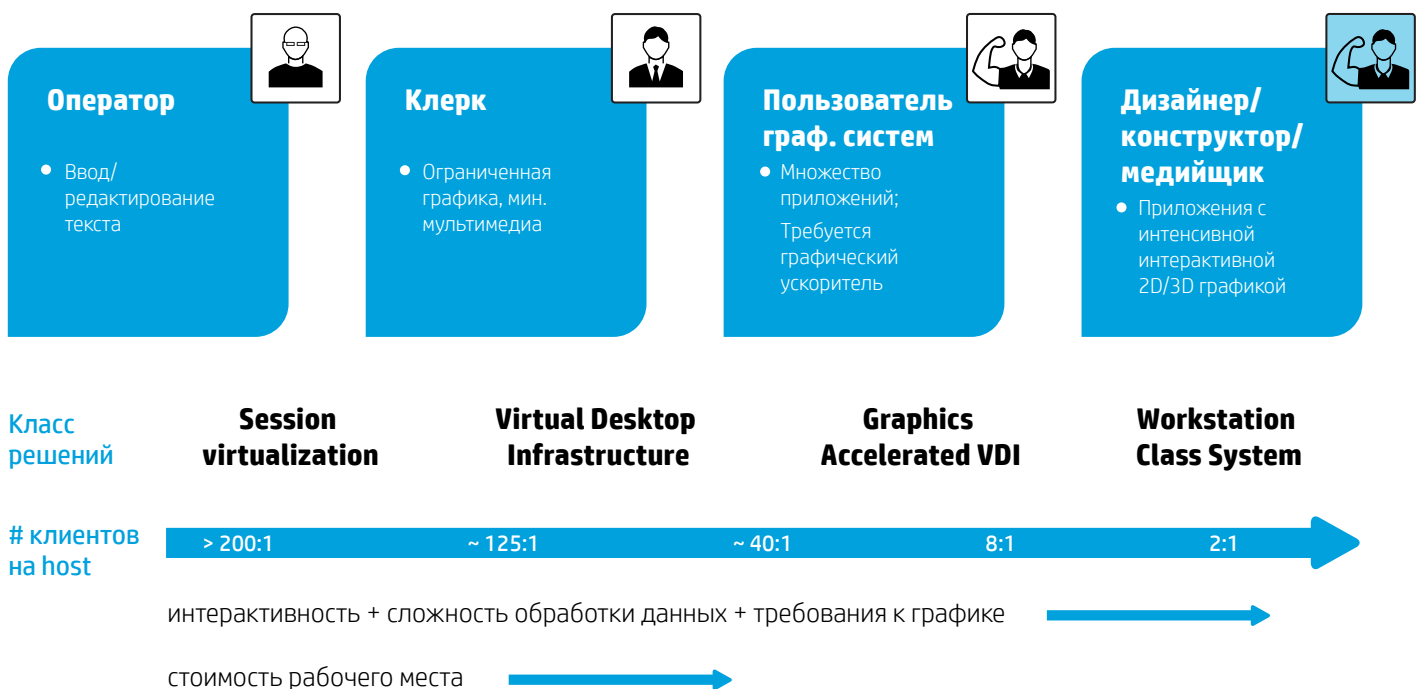 Оператор
• Ввод/
редактирование
текста
Клерк
• Ограниченная
графика, мин.
мультимедиа
Пользователь
граф. систем
• Множество
приложений;
Требуется
графический
ускоритель
Дизайнер/
конструктор/
медийщик
• Приложения с
интенсивной
интерактивной
2D/3D графикой
Класс
решений
Session
virtualization
Virtual Desktop
Infrastructure
Graphics
Accelerated VDI
Workstation
Class System
# клиентов
на host
> 200:1 ~ 125:1 ~ 40:1 8:1 2:1
интерактивность + сложность обработки данных + требования к графике
стоимость рабочего места